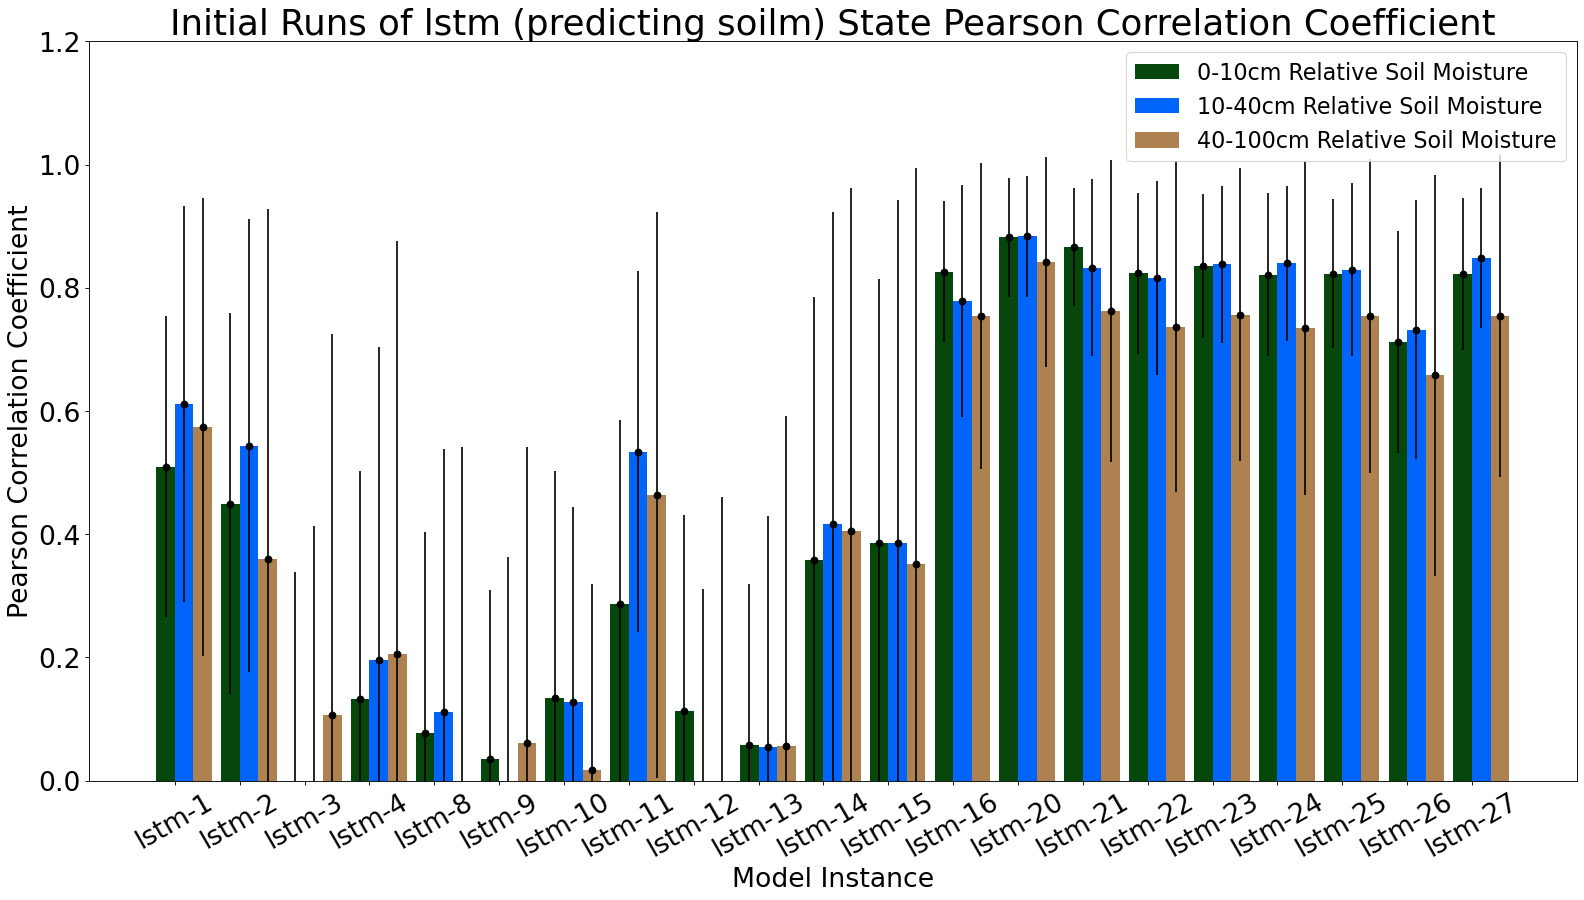 Initial Runs of lstm (predicting soilm) State Pearson Correlation Coefficient
0-10cm Relative Soil Moisture
10-40cm Relative Soil Moisture
40-100cm Relative Soil Moisture
Pearson Correlation Coefficient
1.2
1.0
0.8
0.6
0.4
0.2
0.0
lstm-1
lstm-2
lstm-3
lstm-4
lstm-8
lstm-9
lstm-10
lstm-11
lstm-12
lstm-13
lstm-14
lstm-15
lstm-16
lstm-20
lstm-21
lstm-22
lstm-23
lstm-24
lstm-25
lstm-26
lstm-27
Model Instance